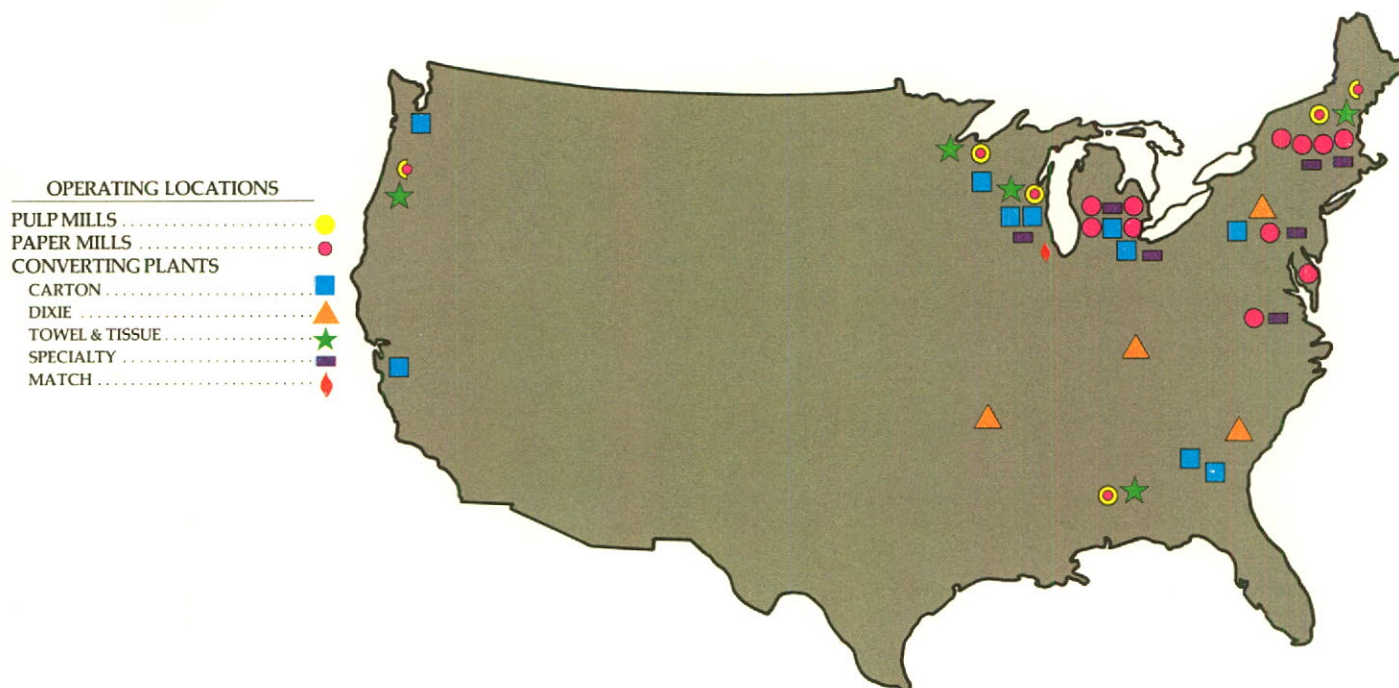 OPERATING LOCATIONS
PULP MILLS ..................
PAPER MILLS ...............
CONVERTING PLANTS
CARTON .....................
DIXIE ........................
TOWEL & TISSUE ............
SPECIALTY ..................
MATCH ......................